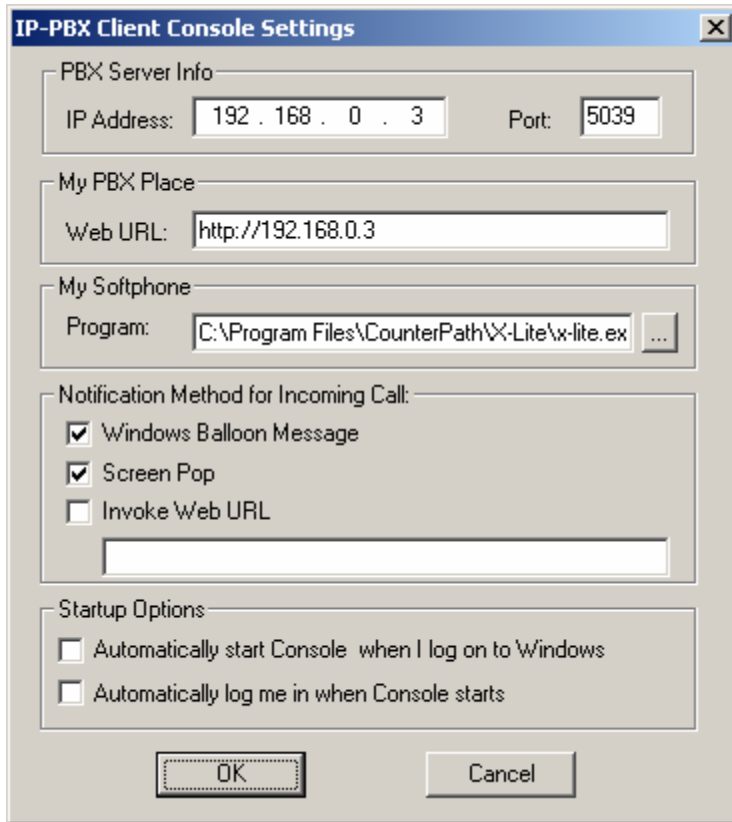 IP-PBX Client Console Settings
PBX Server Info
IP Address: 192 . 168 . 0 . 3 Port: 5039
My PBX Place
Web URL: http://192.168.0.3
My Softphone
Program: C:\Program Files\CounterPath\X-Lite\x-lite.ex ...
Notification Method for Incoming Call:
Windows Balloon Message
Screen Pop
Invoke Web URL
Startup Options
Automatically start Console when I log on to Windows
Automatically log me in when Console starts
OK Cancel